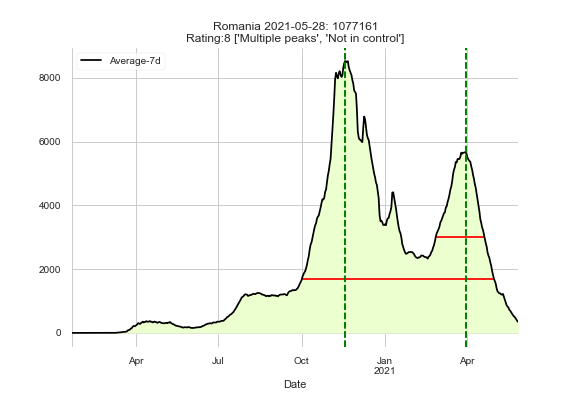 Romania 2021-05-28: 1077161
Rating:8 ['Multiple peaks', 'Not in control']
Average-7d
8000
6000
4000
2000
0
Apr
Jul
Oct
Jan
2021
Apr
Date